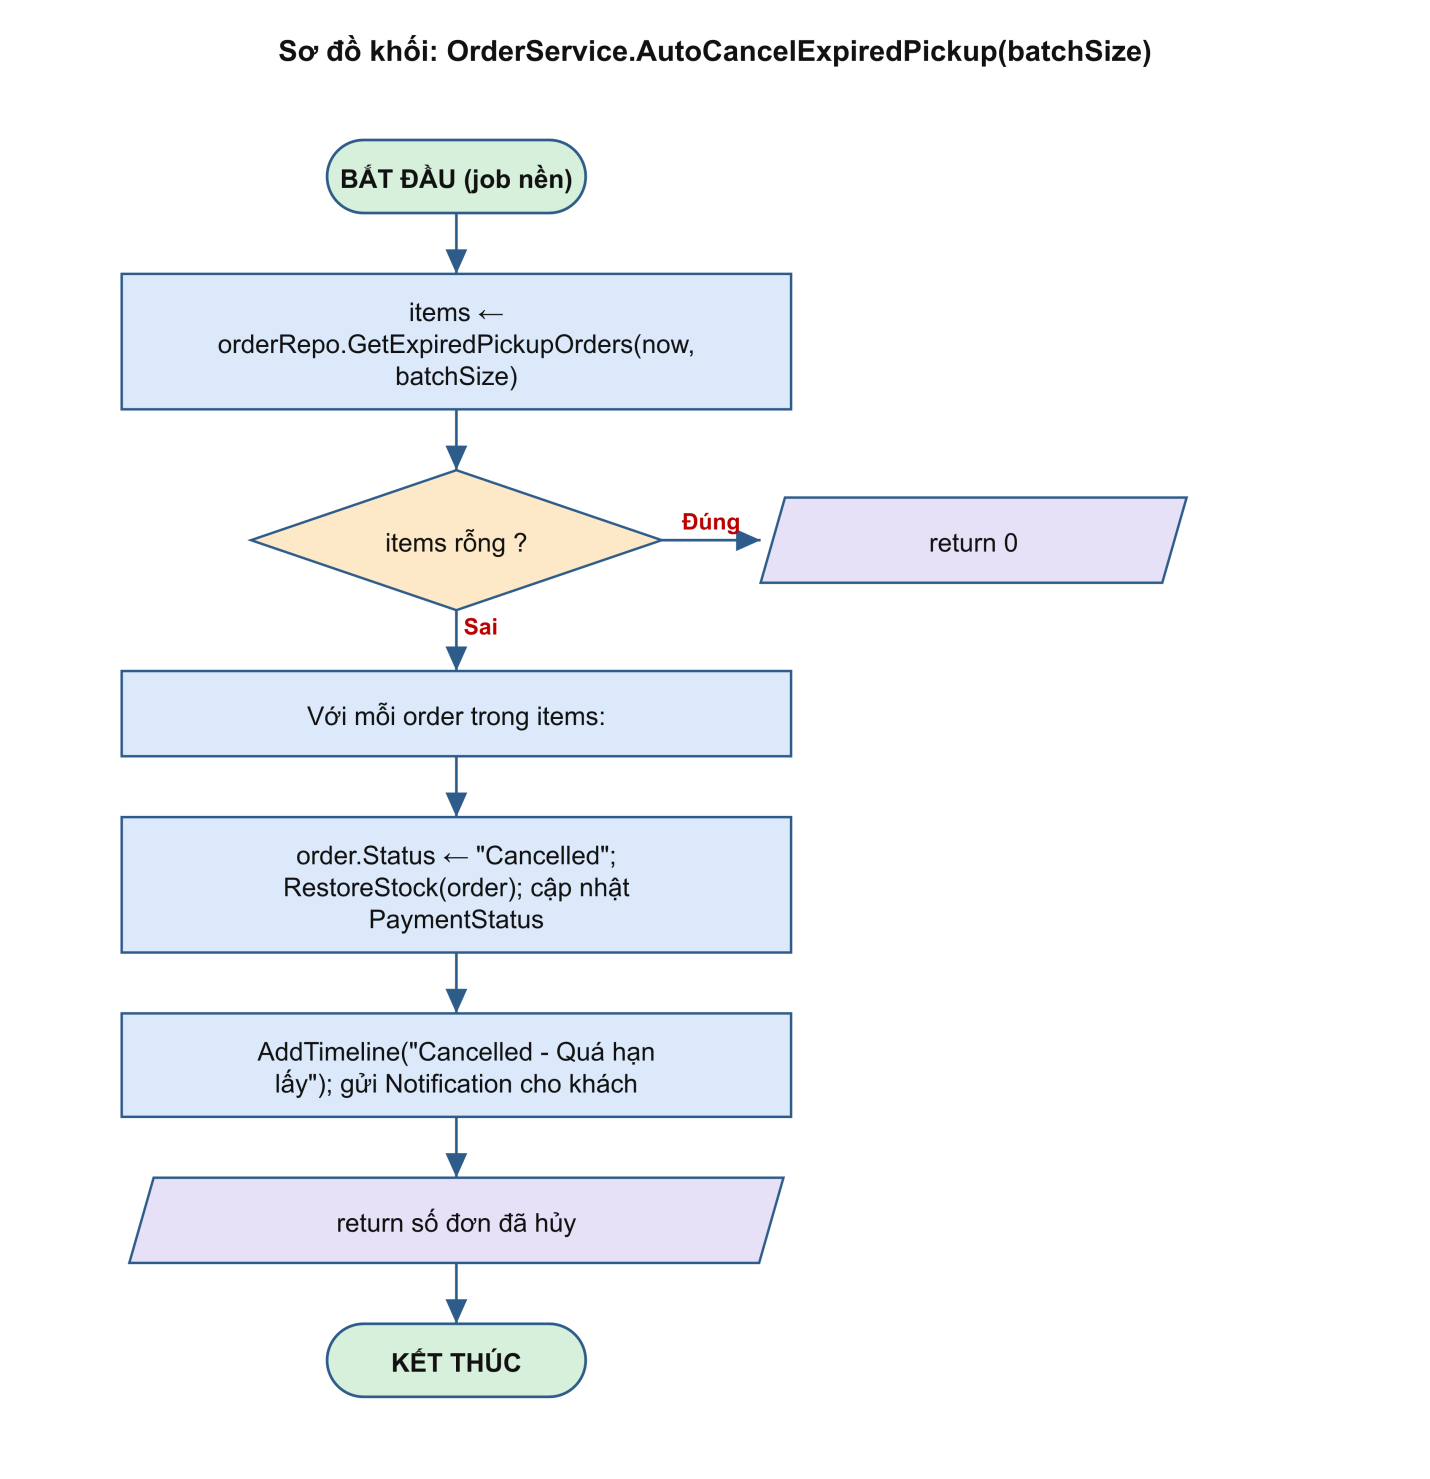 Sơ đồ khối: OrderService.AutoCancelExpiredPickup(batchSize)
BẮT ĐẦU (job nền)
items ←
orderRepo.GetExpiredPickupOrders(now,
batchSize)
items rỗng ?
Đúng
return 0
Sai
Với mỗi order trong items:
order.Status ← "Cancelled";
RestoreStock(order); cập nhật
PaymentStatus
AddTimeline("Cancelled - Quá hạn
lấy"); gửi Notification cho khách
return số đơn đã hủy
KẾT THÚC